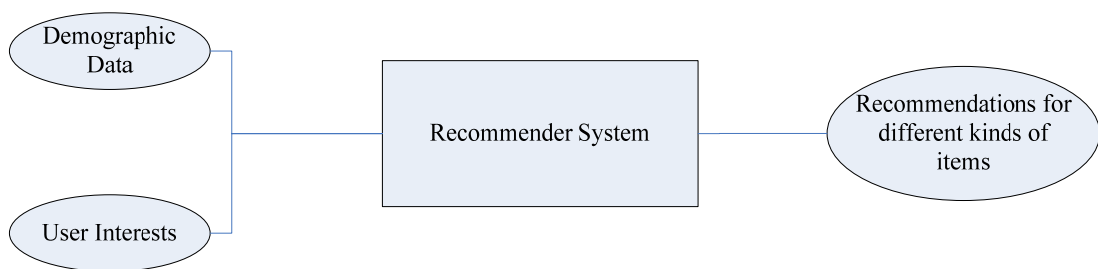 Demographic
Data
User Interests
Recommender System
Recommendations for
different kinds of
items